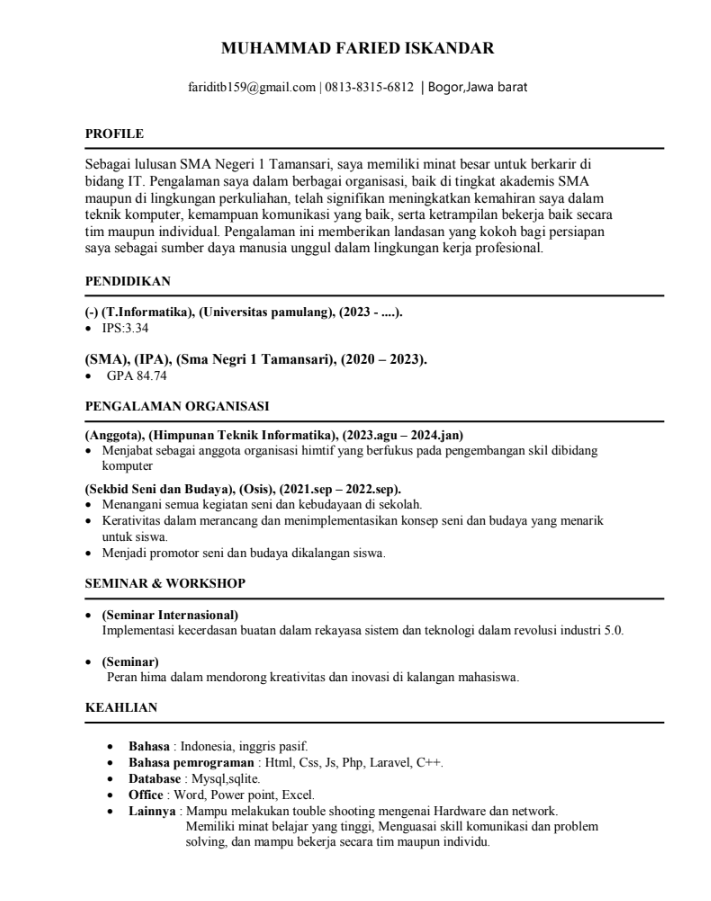 MUHAMMAD FARIED ISKANDAR
fariditb159@gmail.com | 0813-8315-6812 | Bogor,Jawa barat
PROFILE
Sebagai lulusan SMA Negeri 1 Tamansari, saya memiliki minat besar untuk berkarir di
bidang IT. Pengalaman saya dalam berbagai organisasi, baik di tingkat akademis SMA
maupun di lingkungan perkuliahan, telah signifikan meningkatkan kemahiran saya dalam
teknik komputer, kemampuan komunikasi yang baik, serta ketrampilan bekerja baik secara
tim maupun individual. Pengalaman ini memberikan landasan yang kokoh bagi persiapan
saya sebagai sumber daya manusia unggul dalam lingkungan kerja profesional.
PENDIDIKAN
(-) (T.Informatika), (Universitas pamulang), (2023 - ....).
• IPS:3.34
(SMA), (IPA), (Sma Negri 1 Tamansari), (2020 – 2023).
• GPA 84.74
PENGALAMAN ORGANISASI
(Anggota), (Himpunan Teknik Informatika), (2023.agu – 2024.jan)
• Menjabat sebagai anggota organisasi himtif yang berfukus pada pengembangan skil dibidang
komputer
(Sekbid Seni dan Budaya), (Osis), (2021.sep – 2022.sep).
• Menangani semua kegiatan seni dan kebudayaan di sekolah.
• Kerativitas dalam merancang dan menimplementasikan konsep seni dan budaya yang menarik
untuk siswa.
• Menjadi promotor seni dan budaya dikalangan siswa.
SEMINAR & WORKSHOP
• (Seminar Internasional)
Implementasi kecerdasan buatan dalam rekayasa sistem dan teknologi dalam revolusi industri 5.0.
• (Seminar)
Peran hima dalam mendorong kreativitas dan inovasi di kalangan mahasiswa.
KEAHLIAN
• Bahasa : Indonesia, inggris pasif.
• Bahasa pemrograman : Html, Css, Js, Php, Laravel, C++.
• Database : Mysql,sqlite.
• Office : Word, Power point, Excel.
• Lainnya : Mampu melakukan touble shooting mengenai Hardware dan network.
Memiliki minat belajar yang tinggi, Menguasai skill komunikasi dan problem
solving, dan mampu bekerja secara tim maupun individu.